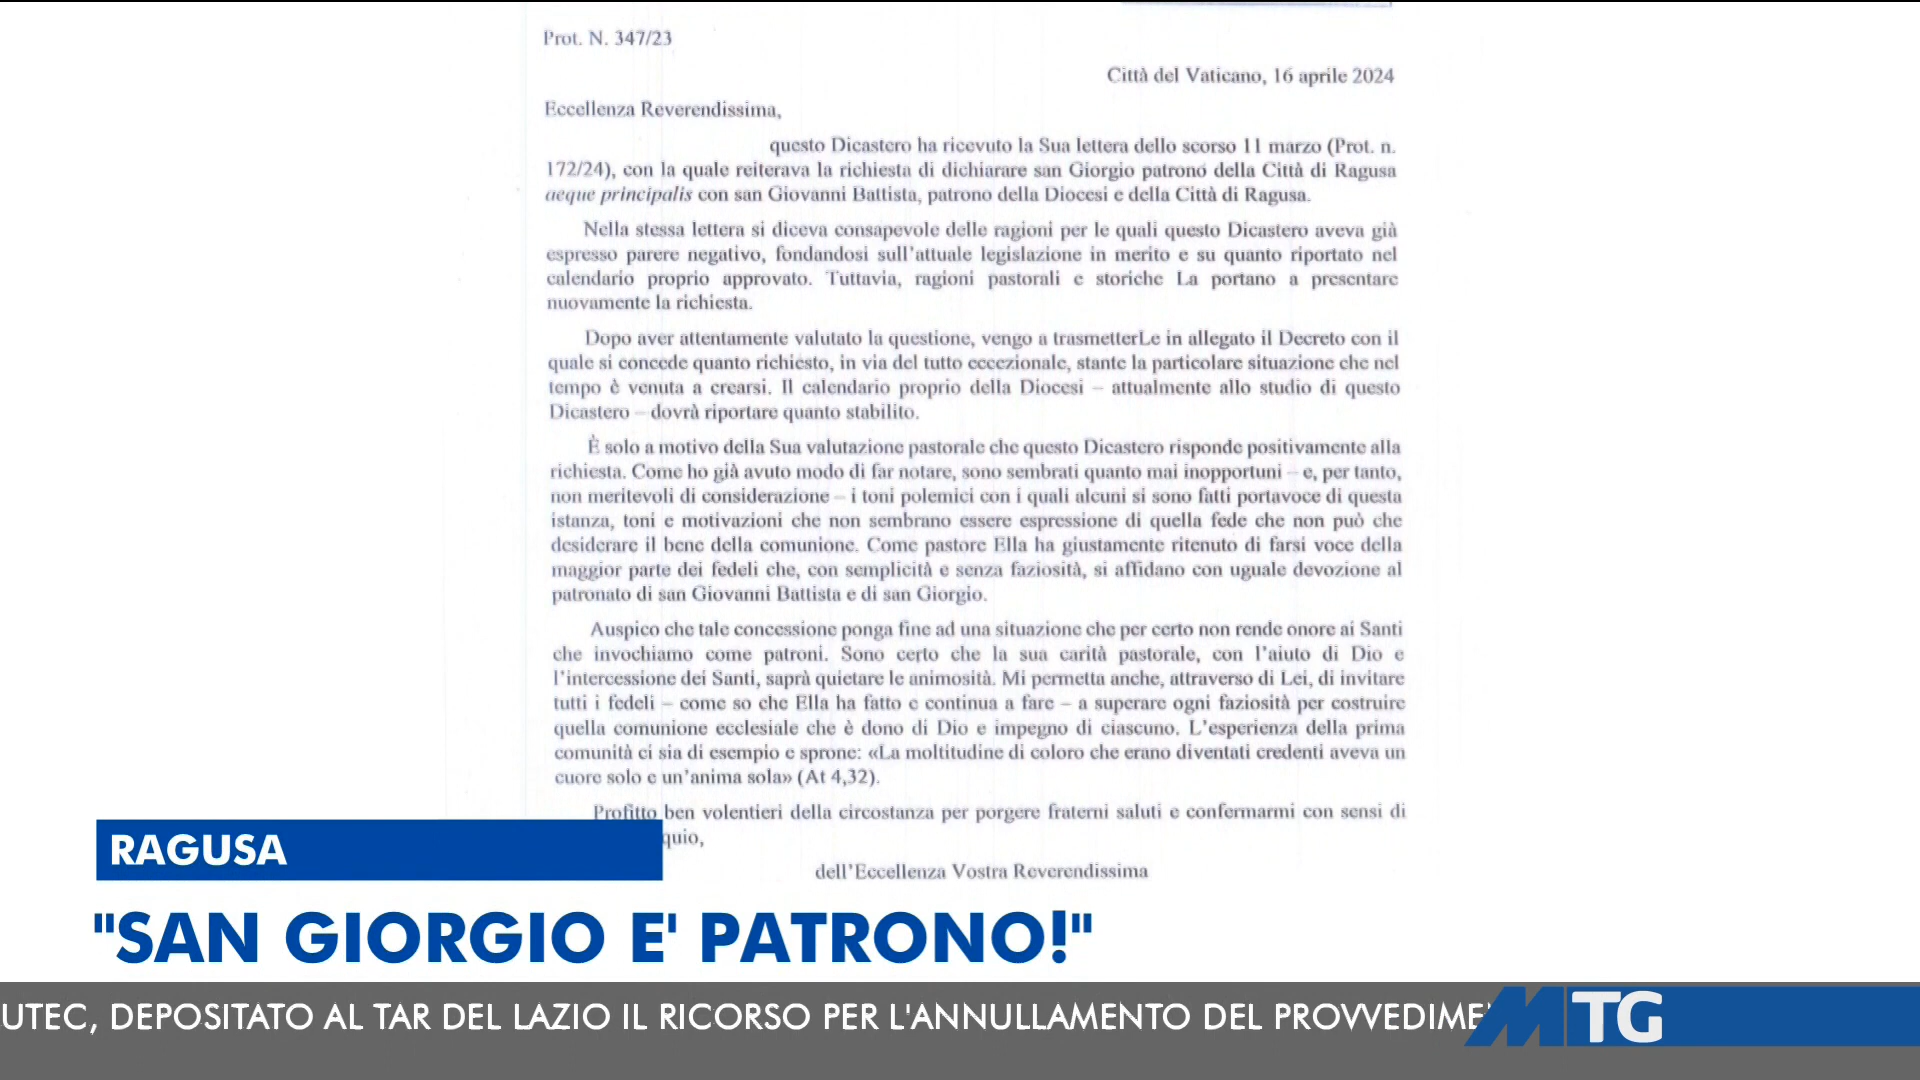 Prot. N. 347/23
Città del Vaticano, 16 aprile 2024
Eccellenza Reverendissima,
questo Dicastero ha ricevuto la Sua lettera dello scorso 11 marzo (Prot. n.
172/24), con la quale reiterava la richiesta di dichiarare san Giorgio patrono della Città di Ragusa
aeque principalis con san Giovanni Battista, patrono della Diocesi e della Città di Ragusa.
Nella stessa lettera si diceva consapevole delle ragioni per le quali questo Dicastero aveva già
espresso parere negativo, fondandosi sull'attuale legislazione in merito e su quanto riportato nel
calendario proprio approvato. Tuttavia, ragioni pastorali e storiche La portano a presentare
nuovamente la richiesta.
Dopo aver attentamente valutato la questione, vengo a trasmetterLe in allegato il Decreto con il
quale si concede quanto richiesto, in via del tutto eccezionale, stante la particolare situazione che nel
tempo è venuta a crearsi. Il calendario proprio della Diocesi – attualmente allo studio di questo
Dicastero – dovrà riportare quanto stabilito.
È solo a motivo della Sua valutazione pastorale che questo Dicastero risponde positivamente alla
richiesta. Come ho già avuto modo di far notare, sono sembrati quanto mai inopportuni – e, per tanto,
non meritevoli di considerazione – i toni polemici con i quali alcuni si sono fatti portavoce di questa
istanza, toni e motivazioni che non sembrano essere espressione di quella fede che non può che
desiderare il bene della comunione. Come pastore Ella ha giustamente ritenuto di farsi voce della
maggior parte dei fedeli che, con semplicità e senza faziosità, si affidano con uguale devozione al
patronato di san Giovanni Battista e di san Giorgio.
Auspico che tale concessione ponga fine ad una situazione che per certo non rende onore ai Santi
che invochiamo come patroni. Sono certo che la sua carità pastorale, con l'aiuto di Dio e
l'intercessione dei Santi, saprà quietare le animosità. Mi permetta anche, attraverso di Lei, di invitare
tutti i fedeli – come so che Ella ha fatto e continua a fare – a superare ogni faziosità per costruire
quella comunione ecclesiale che è dono di Dio e impegno di ciascuno. L'esperienza della prima
comunità ci sia di esempio e sprone: «La moltitudine di coloro che erano diventati credenti aveva un
cuore solo e un'anima sola» (At 4,32).
Profitto ben volentieri della circostanza per porgere fraterni saluti e confermarmi con sensi di
quio,
dell'Eccellenza Vostra Reverendissima
RAGUSA
"SAN GIORGIO E' PATRONO!"
UTEC, DEPOSITATO AL TAR DEL LAZIO IL RICORSO PER L'ANNULLAMENTO DEL PROVVEDIME
MTG